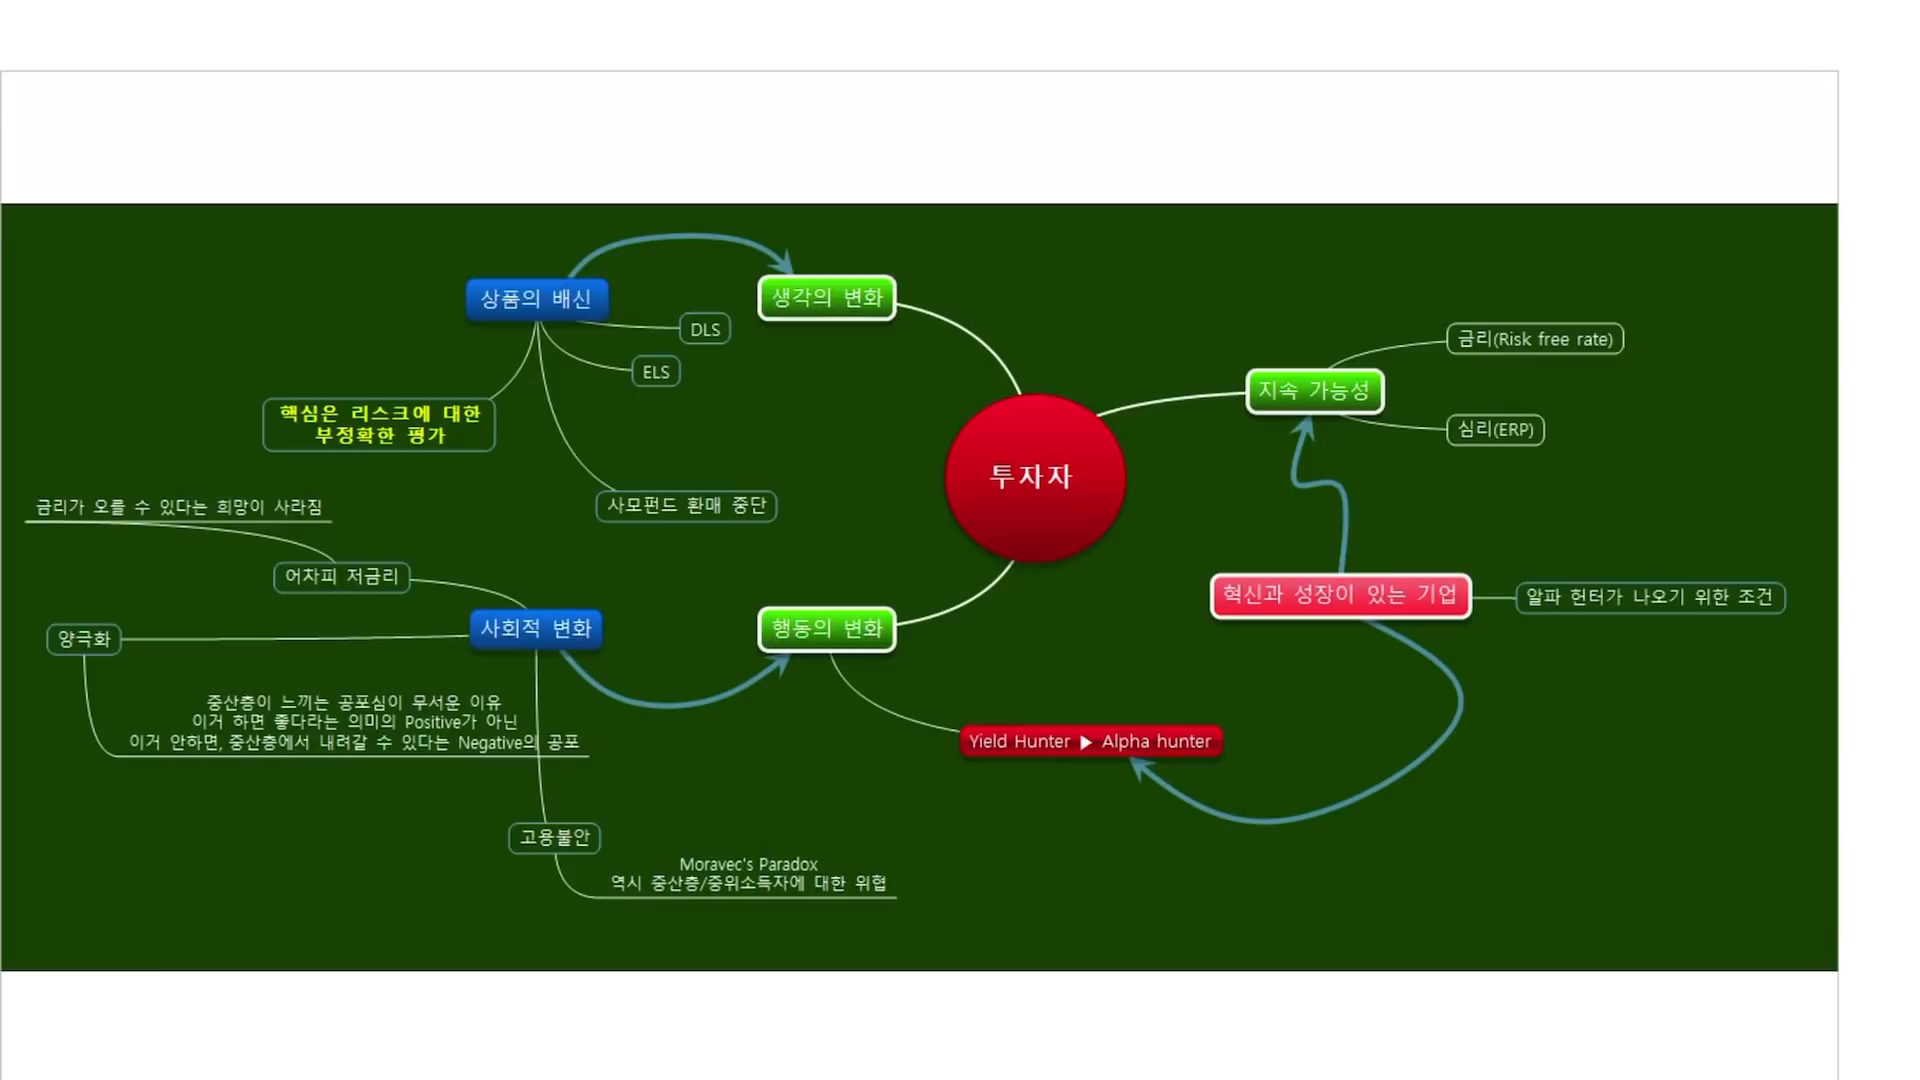 상품의 배신
생각의 변화
DLS
ELS
핵심은 리스크에 대한
부정확한 평가
사모펀드 환매 중단
금리(Risk free rate)
지속 가능성
심리(ERP)
투자자
금리가 오를 수 있다는 희망이 사라짐
어차피 저금리
사회적 변화
양극화
중산층이 느끼는 공포심이 무서운 이유
이거 하면 좋다라는 의미의 Positive가 아닌
이거 안하면, 중산층에서 내려갈 수 있다는 Negative의 공포
행동의 변화
혁신과 성장이 있는 기업
알파 헌터가 나오기 위한 조건
Yield Hunter ▶ Alpha hunter
고용불안
Moravec's Paradox
역시 중산층/중위소득자에 대한 위협